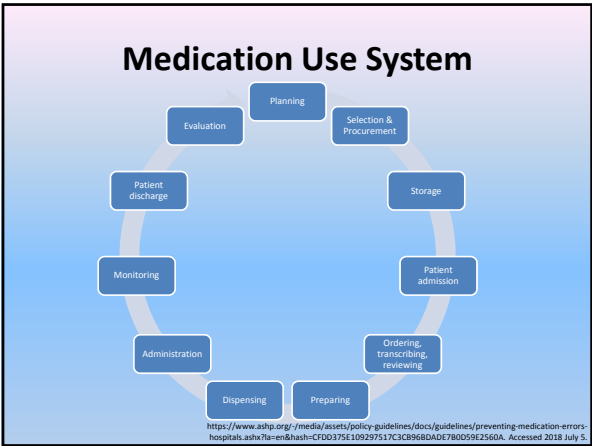 Medication Use System
Planning
Selection &
Procurement
Storage
Patient
admission
Ordering,
transcribing,
reviewing
Preparing
Dispensing
Administration
Monitoring
Patient
discharge
Evaluation
https://www.ashp.org/-/media/assets/policy-guidelines/docs/guidelines/preventing-medication-errors-
hospitals.ashx?la=en&hash=CFDD375E109297517C3CB96BDADE7B0D59E2560A. Accessed 2018 July 5.